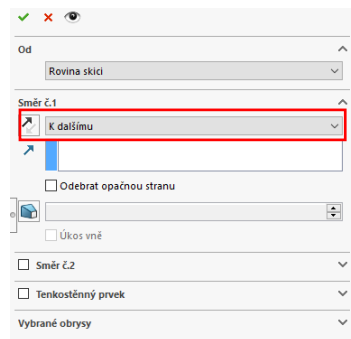 Od
Rovina skici
Směr č.1
K dalšímu
Odebrat opačnou stranu
Úkos vně
Směr č.2
Tenkostěnný prvek
Vybrané obrysy